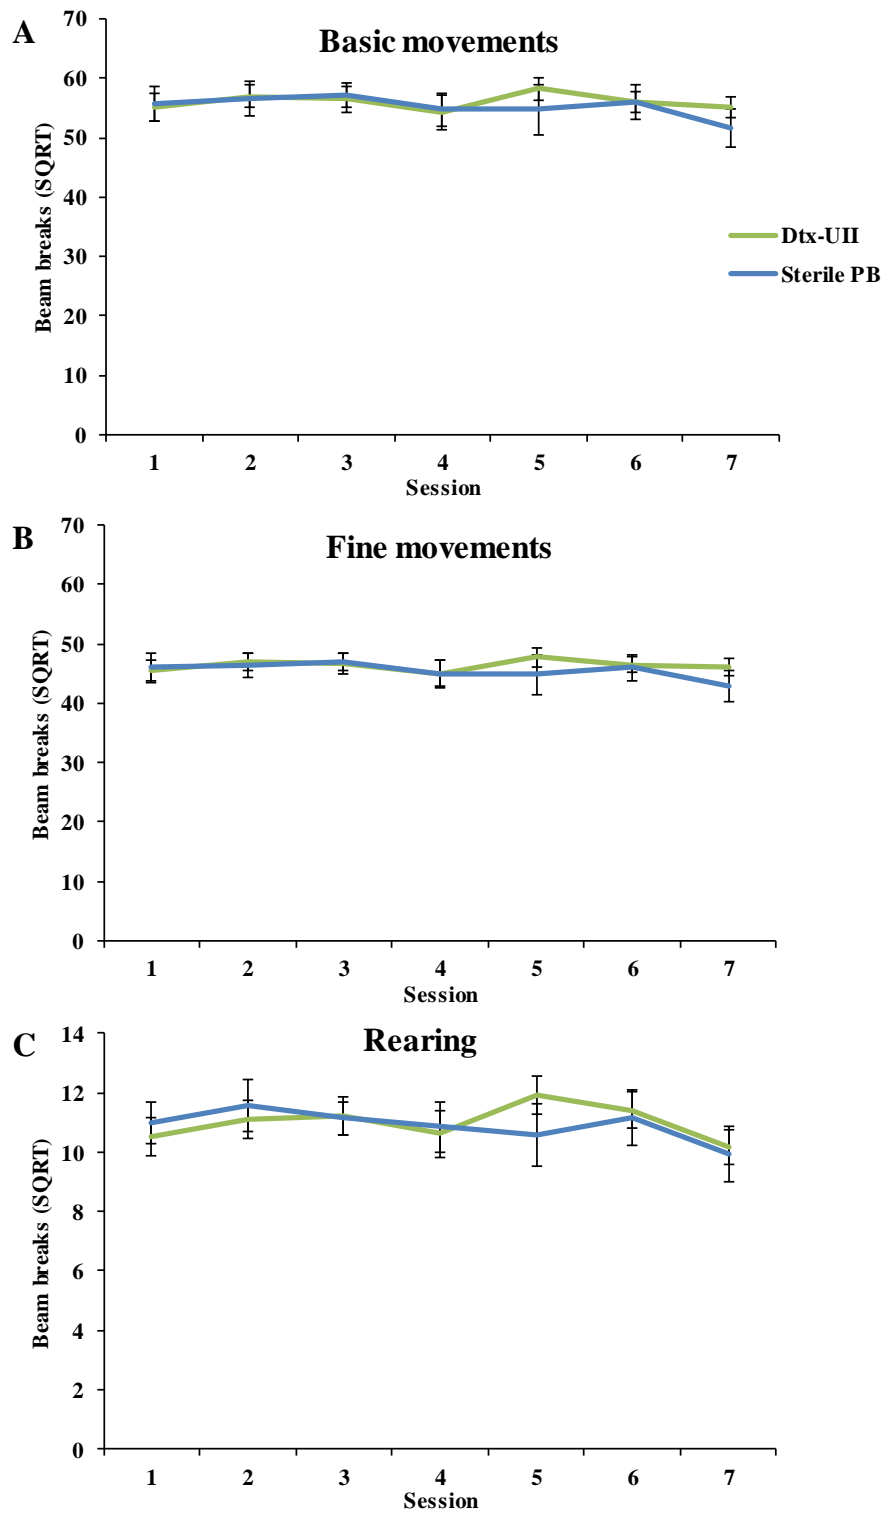 A
Basic movements
70
60
50
40
30
20
10
0
Beam breaks (SQRT)
1 2 3 4 5 6 7
Session
Dtx-UII
Sterile PB
B
Fine movements
70
60
50
40
30
20
10
0
Beam breaks (SQRT)
1 2 3 4 5 6 7
Session
C
Rearing
14
12
10
8
6
4
2
0
Beam breaks (SQRT)
1 2 3 4 5 6 7
Session